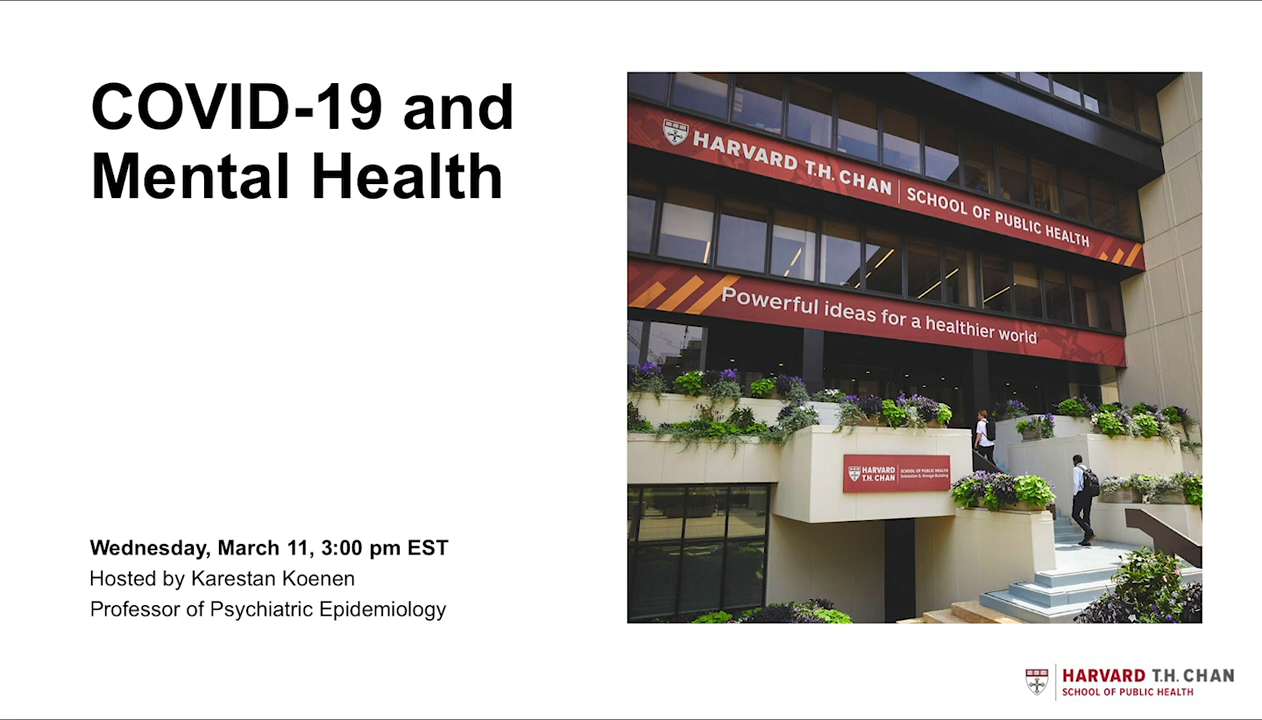 COVID-19 and
Mental Health
Wednesday, March 11, 3:00 pm EST
Hosted by Karestan Koenen
Professor of Psychiatric Epidemiology
HARVARD T.H. CHAN | SCHOOL OF PUBLIC HEALTH
Powerful ideas for a healthier world
HARVARD
T.H. CHAN
SCHOOL OF PUBLIC HEALTH
HARVARD T.H. CHAN
SCHOOL OF PUBLIC HEALTH